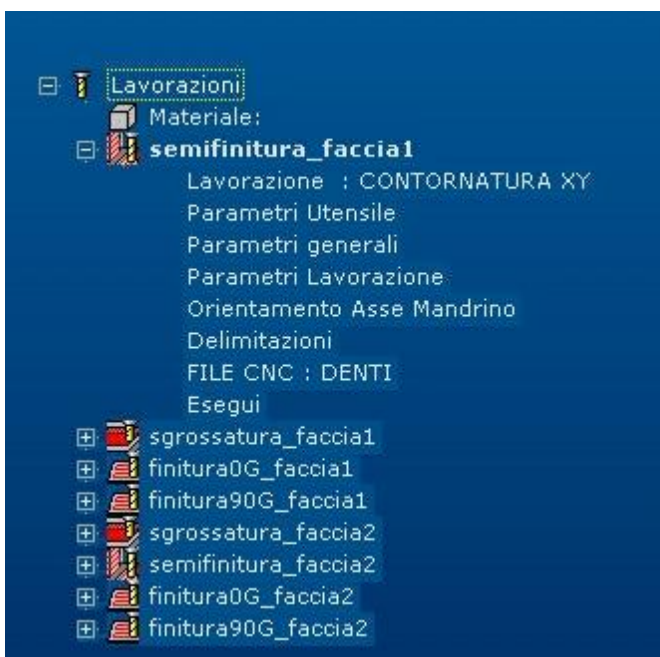 Lavorazioni
Materiale:
semifinitura_faccia1
Lavorazione : CONTORNATURA XY
Parametri Utensile
Parametri generali
Parametri Lavorazione
Orientamento Asse Mandrino
Delimitazioni
FILE CNC : DENTI
Esegui
sgrossatura_faccia1
finitura0G_faccia1
finitura90G_faccia1
sgrossatura_faccia2
semifinitura_faccia2
finitura0G_faccia2
finitura90G_faccia2